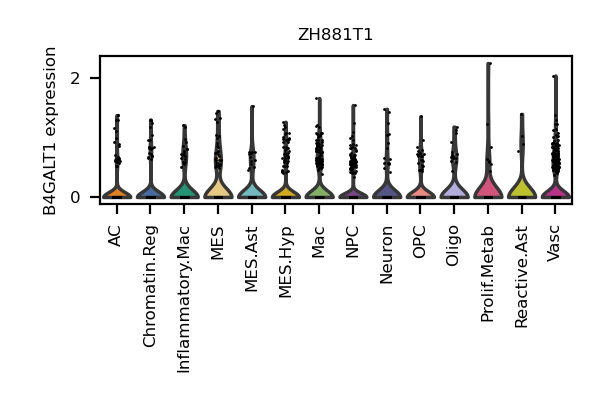 ZH881T1
B4GALT1 expression
2
0
AC
Chromatin.Reg
Inflammatory.Mac
MES
MES.Ast
MES.Hyp
Mac
NPC
Neuron
OPC
Oligo
Prolif.Metab
Reactive.Ast
Vasc